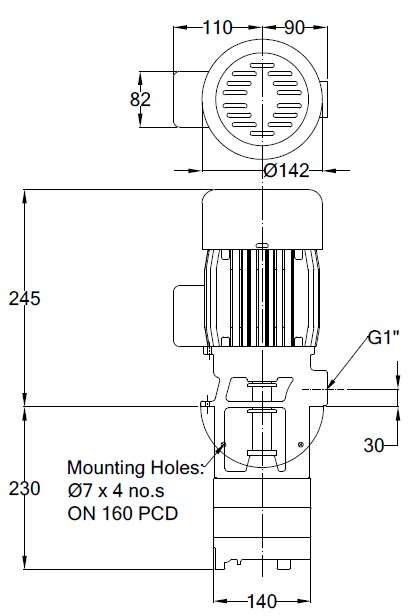 110
90
82
Ø142
245
G1"
30
Mounting Holes:
Ø7 x 4 no.s
ON 160 PCD
230
140